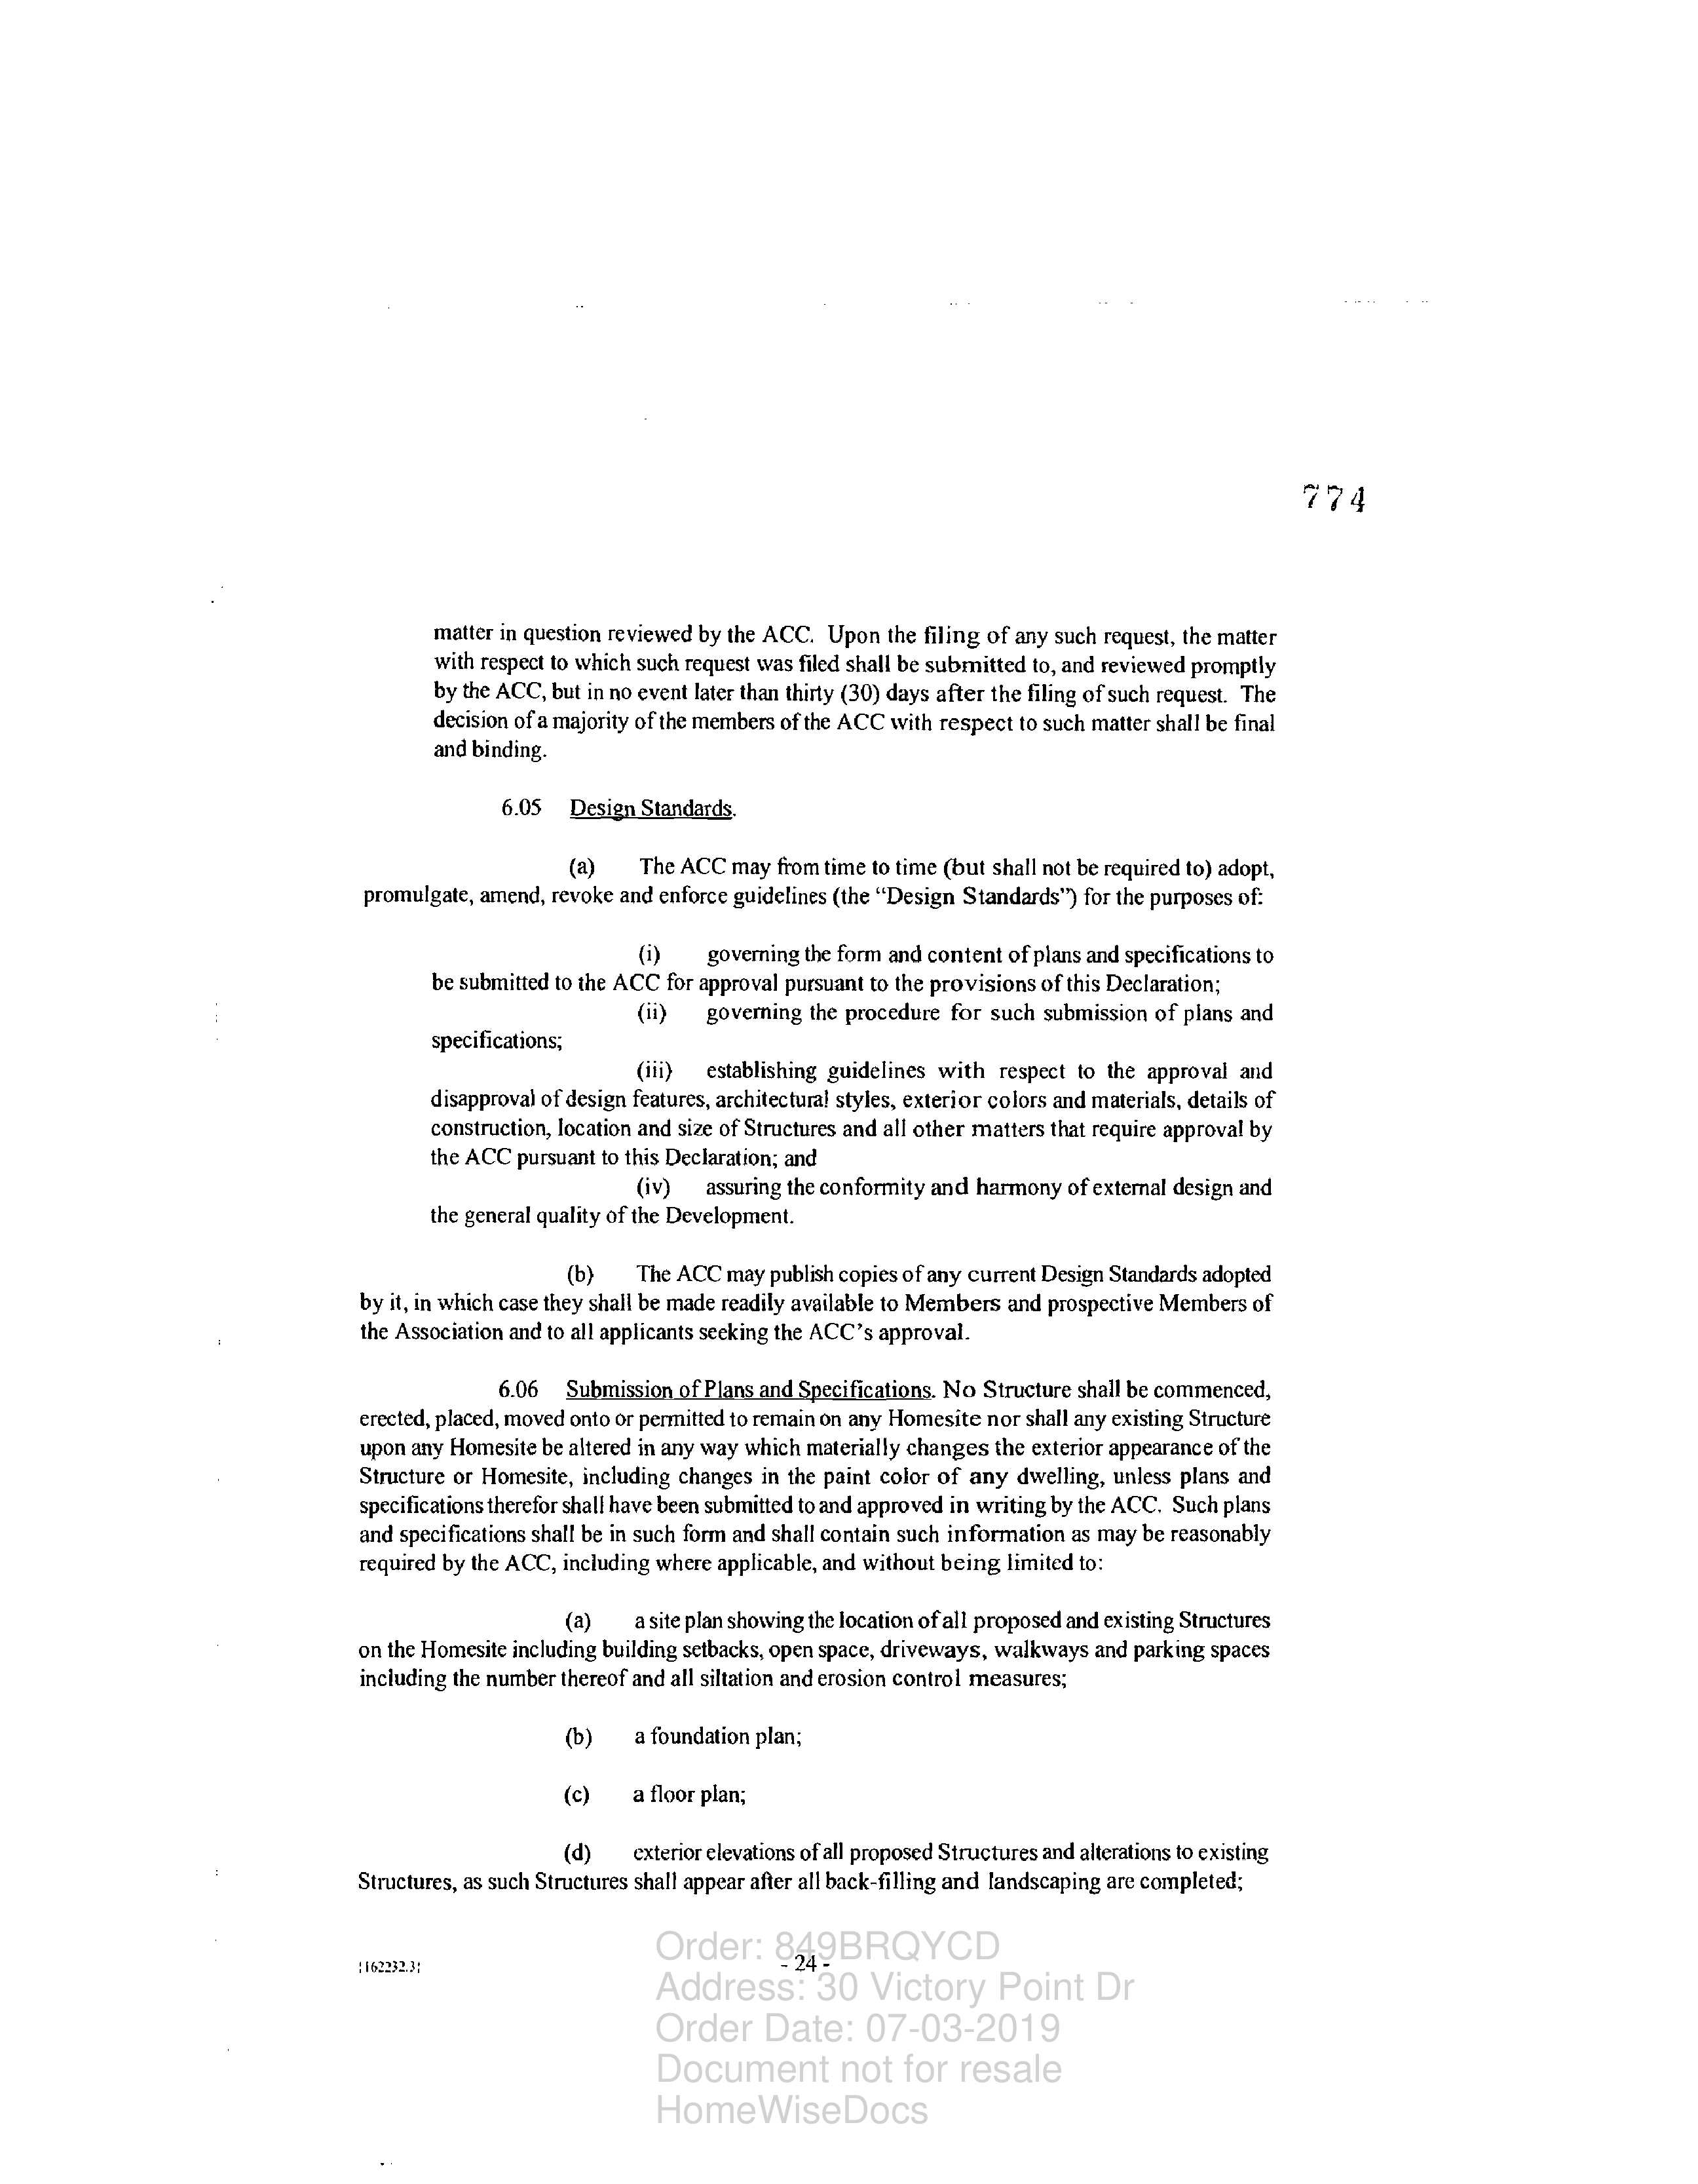 774
matter in question reviewed by the ACC. Upon the filing of any such request, the matter
with respect to which such request was filed shall be submitted to, and reviewed promptly
by the ACC, but in no event later than thirty (30) days after the filing of such request. The
decision of a majority of the members of the ACC with respect to such matter shall be final
and binding.
6.05 Design Standards.
(a) The ACC may from time to time (but shall not be required to) adopt,
promulgate, amend, revoke and enforce guidelines (the “Design Standards”) for the purposes of:
(i) governing the form and content of plans and specifications to
be submitted to the ACC for approval pursuant to the provisions of this Declaration;
(ii) governing the procedure for such submission of plans and
specifications;
(iii) establishing guidelines with respect to the approval and
disapproval of design features, architectural styles, exterior colors and materials, details of
construction, location and size of Structures and all other matters that require approval by
the ACC pursuant to this Declaration; and
(iv) assuring the conformity and harmony of external design and
the general quality of the Development.
(b) The ACC may publish copies of any current Design Standards adopted
by it, in which case they shall be made readily available to Members and prospective Members of
the Association and to all applicants seeking the ACC’s approval.
6.06 Submission of Plans and Specifications. No Structure shall be commenced,
erected, placed, moved onto or permitted to remain on any Homesite nor shall any existing Structure
upon any Homesite be altered in any way which materially changes the exterior appearance of the
Structure or Homesite, including changes in the paint color of any dwelling, unless plans and
specifications therefor shall have been submitted to and approved in writing by the ACC. Such plans
and specifications shall be in such form and shall contain such information as may be reasonably
required by the ACC, including where applicable, and without being limited to:
(a) a site plan showing the location of all proposed and existing Structures
on the Homesite including building setbacks, open space, driveways, walkways and parking spaces
including the number thereof and all siltation and erosion control measures;
(b) a foundation plan;
(c) a floor plan;
(d) exterior elevations of all proposed Structures and alterations to existing
Structures, as such Structures shall appear after all back-filling and landscaping are completed;
{162232.3}
- 24 -
Order: 849BRQYCD
Address: 30 Victory Point Dr
Order Date: 07-03-2019
Document not for resale
HomeWiseDocs